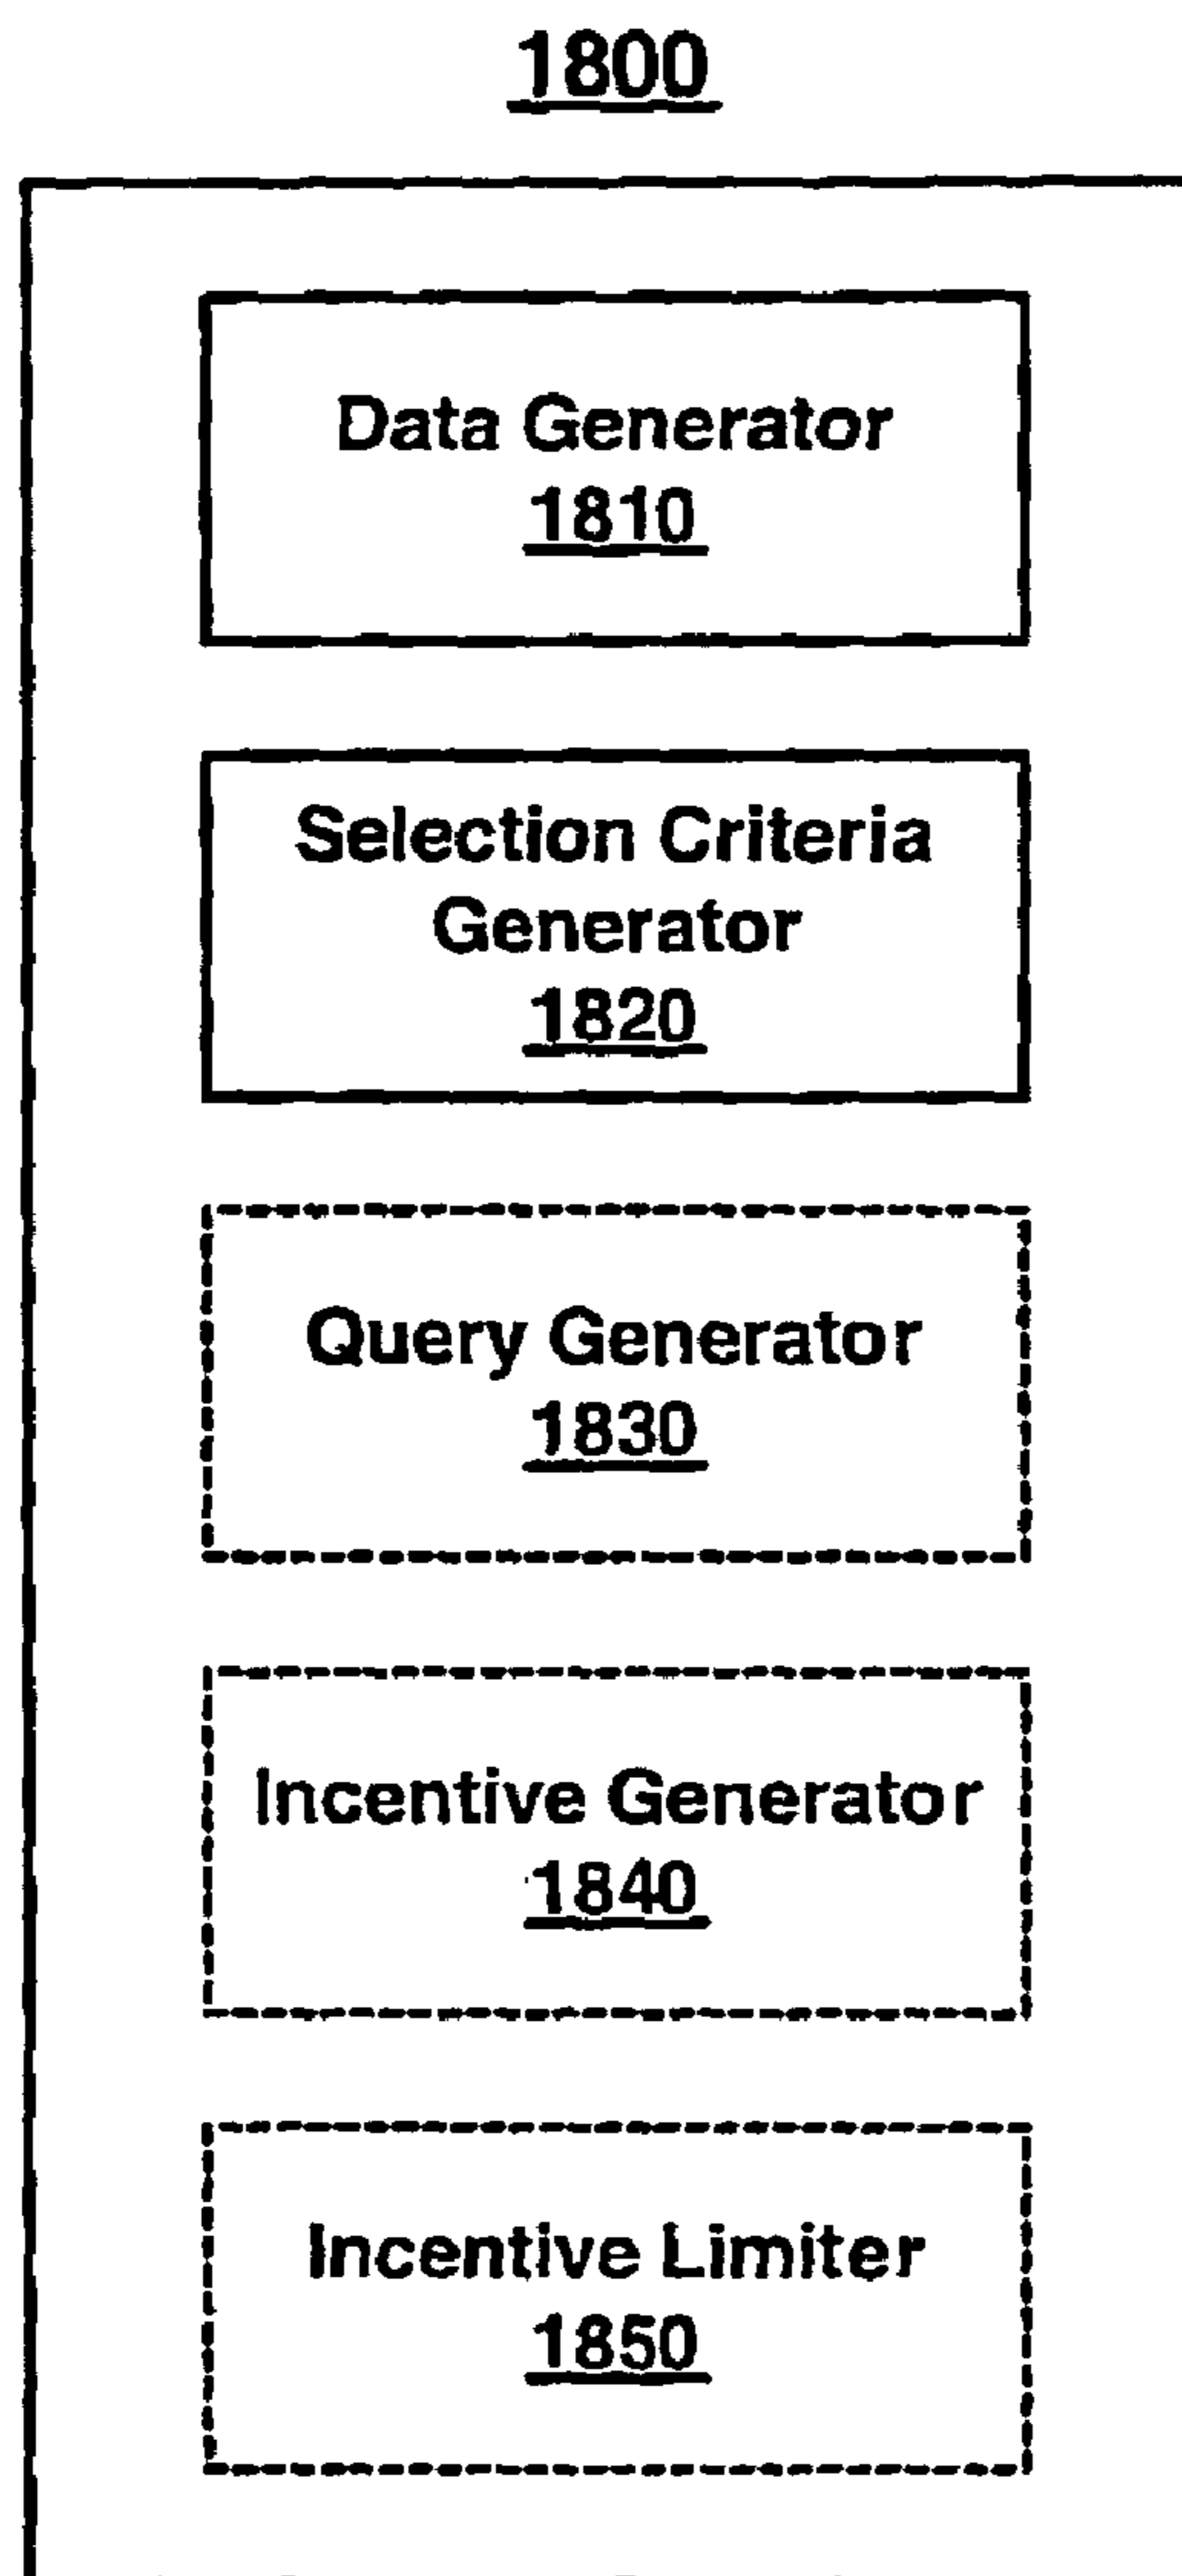 1800
Data Generator
1810
Selection Criteria
Generator
1820
Query Generator
1830
Incentive Generator
1840
Incentive Limiter
1850